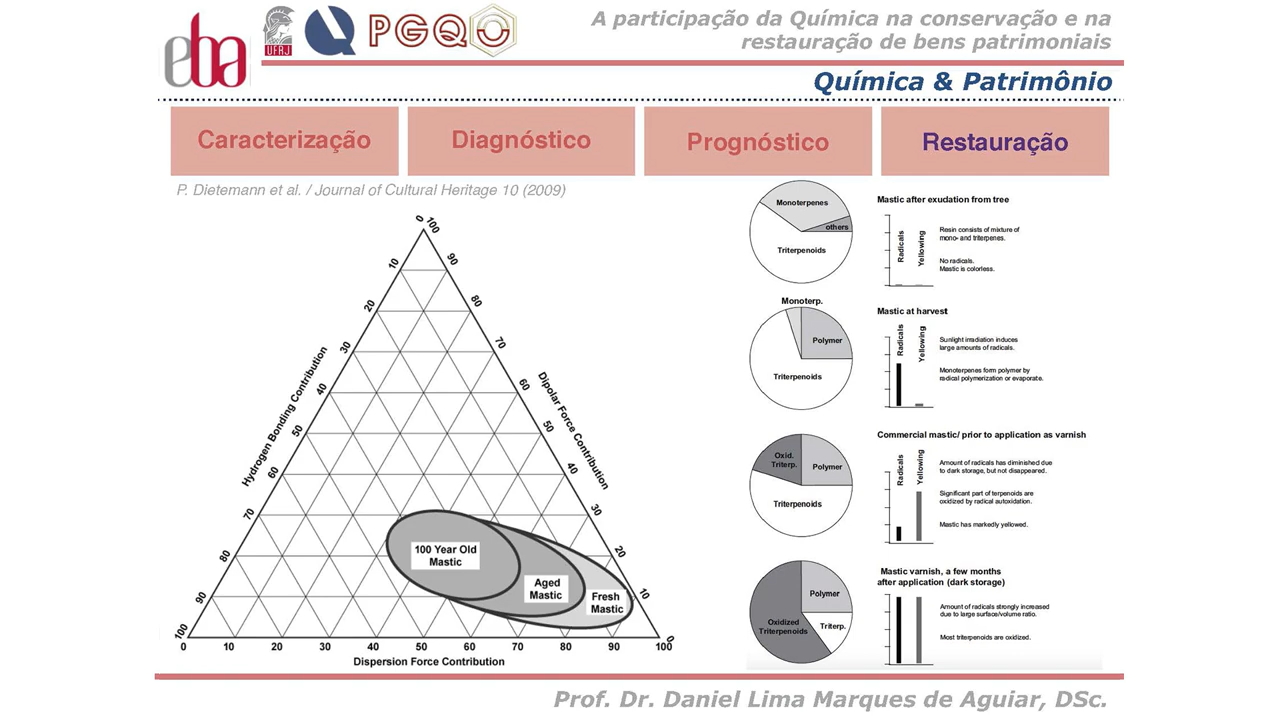 eba
UFRJ
PGQ
A participação da Química na conservação e na
restauração de bens patrimoniais
Química & Patrimônio
Caracterização
Diagnóstico
Prognóstico
Restauração
P. Dietemann et al. / Journal of Cultural Heritage 10 (2009)
0
10
20
30
40
50
60
70
80
90
100
Hydrogen Bonding Contribution
100
90
80
70
60
50
40
30
20
10
0
Dipolar Force Contribution
100 Year Old
Mastic
Aged
Mastic
Fresh
Mastic
0 10 20 30 40 50 60 70 80 90 100
Dispersion Force Contribution
Monoterpenes
others
Triterpenoids
Mastic after exudation from tree
Radicals
Yellowing
Resin consists of mixture of
mono- and triterpenes.
No radicals.
Mastic is colorless.
Monoterp.
Polymer
Triterpenoids
Mastic at harvest
Radicals
Yellowing
Sunlight irradiation induces
large amounts of radicals.
Monoterpenes form polymer by
radical polymerization or evaporate.
Oxid.
Triterp.
Polymer
Triterpenoids
Commercial mastic/ prior to application as varnish
Radicals
Yellowing
Amount of radicals has diminished due
to dark storage, but not disappeared.
Significant part of terpenoids are
oxidized by radical autoxidation.
Mastic has markedly yellowed.
Polymer
Oxidized
Triterpenoids
Triterp.
Mastic varnish, a few months
after application (dark storage)
Amount of radicals strongly increased
due to large surface/volume ratio.
Most triterpenoids are oxidized.
Prof. Dr. Daniel Lima Marques de Aguiar, DSc.